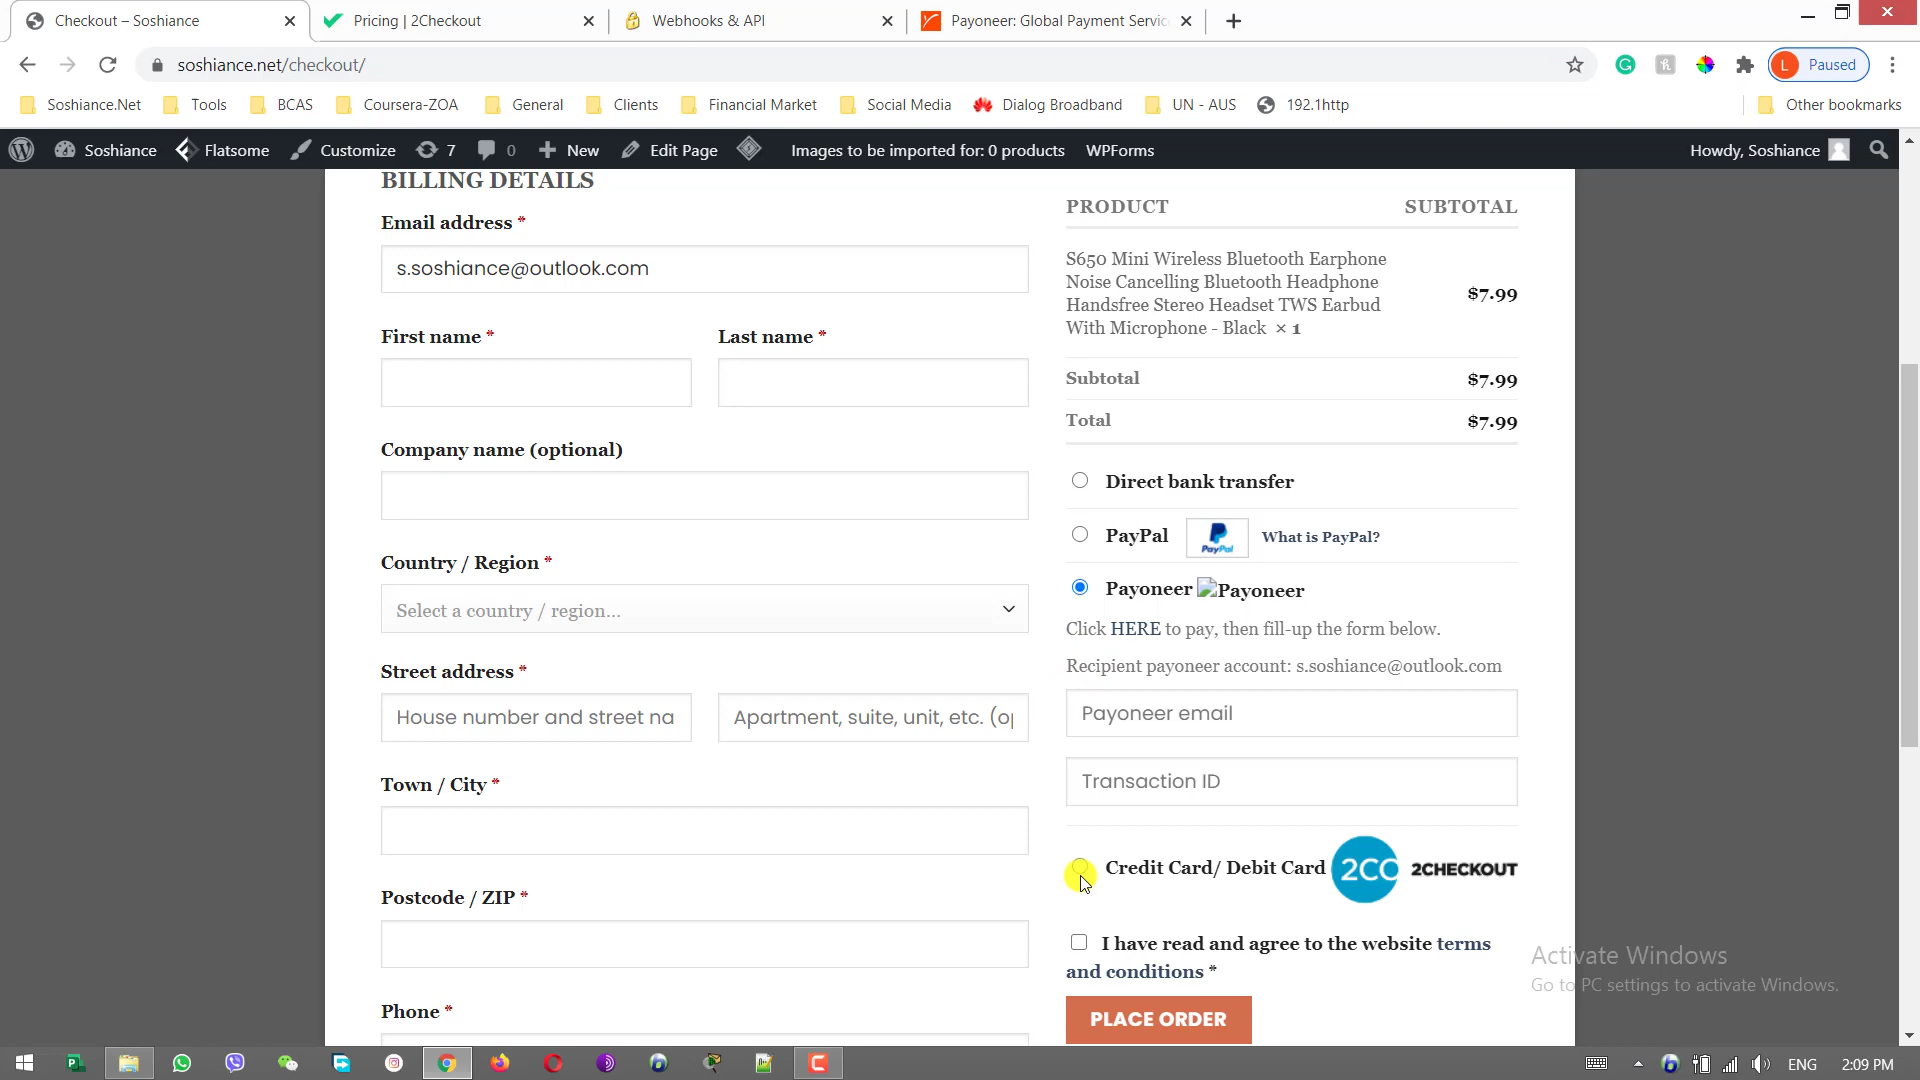 Checkout – Soshiance
Pricing | 2Checkout
Webhooks & API
Payoneer: Global Payment Servic
soshiance.net/checkout/
L Paused
Soshiance.Net
Tools
BCAS
Coursera-ZOA
General
Clients
Financial Market
Social Media
Dialog Broadband
UN - AUS
192.1http
Other bookmarks
Soshiance
Flatsome
Customize
7
0
New
Edit Page
Images to be imported for: 0 products
WPForms
Howdy, Soshiance
BILLING DETAILS
Email address *
s.soshiance@outlook.com
First name *
Last name *
Company name (optional)
Country / Region *
Select a country / region...
Street address *
House number and street na
Apartment, suite, unit, etc. (op
Town / City *
Postcode / ZIP *
Phone *
PRODUCT SUBTOTAL
S650 Mini Wireless Bluetooth Earphone
Noise Cancelling Bluetooth Headphone
Handsfree Stereo Headset TWS Earbud
With Microphone - Black × 1
$7.99
Subtotal $7.99
Total $7.99
Direct bank transfer
PayPal PayPal What is PayPal?
Payoneer Payoneer
Click HERE to pay, then fill-up the form below.
Recipient payoneer account: s.soshiance@outlook.com
Payoneer email
Transaction ID
Credit Card/ Debit Card 2CO 2CHECKOUT
I have read and agree to the website terms
and conditions *
PLACE ORDER
Activate Windows
Go to PC settings to activate Windows.
ENG 2:09 PM